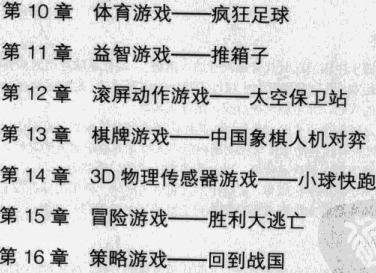 第 10 章 体育游戏——疯狂足球
第 11 章 益智游戏——推箱子
第 12 章 滚屏动作游戏——太空保卫站
第 13 章 棋牌游戏——中国象棋人机对弈
第 14 章 3D 物理传感器游戏——小球快跑
第 15 章 冒险游戏——胜利大逃亡
第 16 章 策略游戏——回到战国